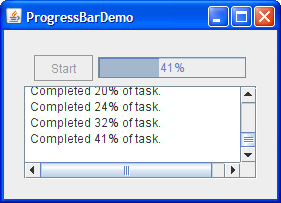 ProgressBarDemo
Start
41%
Completed 20% of task.
Completed 24% of task.
Completed 32% of task.
Completed 41% of task.